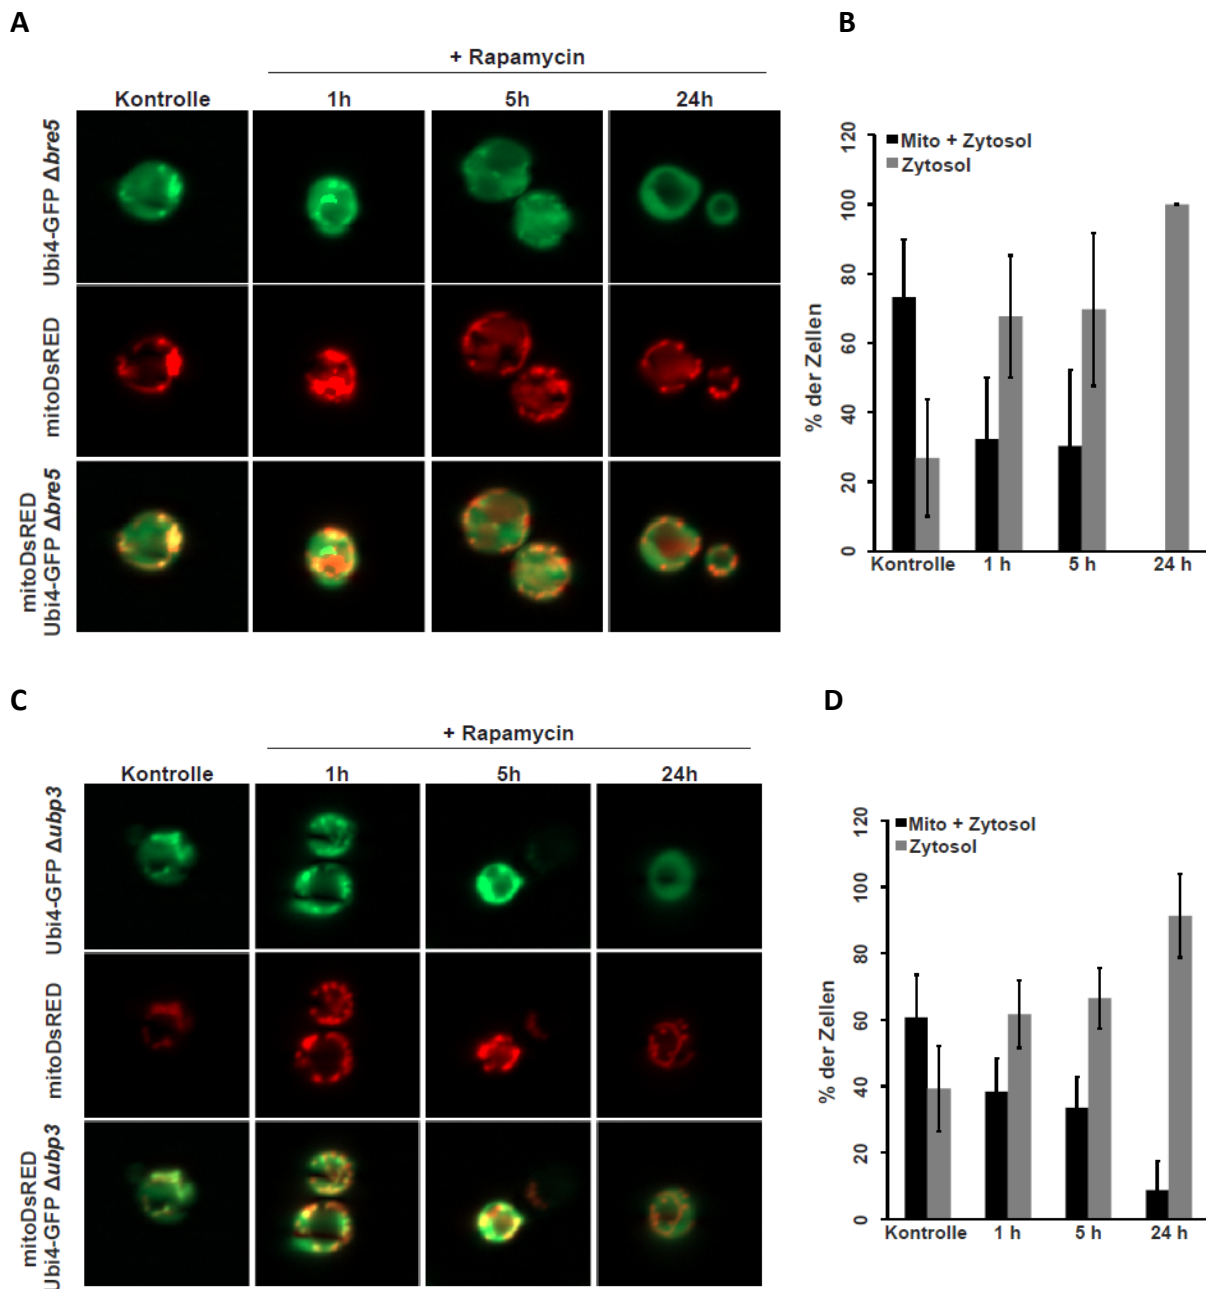 A
+ Rapamycin
Kontrolle 1h 5h 24h
Ubi4-GFP Δbre5
mitoDsRED
mitoDsRED
Ubi4-GFP Δbre5
B
% der Zellen
120
100
80
60
40
20
0
Mito + Zytosol
Zytosol
Kontrolle 1 h 5 h 24 h
C
+ Rapamycin
Kontrolle 1h 5h 24h
Ubi4-GFP Δubp3
mitoDsRED
mitoDsRED
Ubi4-GFP Δubp3
D
% der Zellen
120
100
80
60
40
20
0
Mito + Zytosol
Zytosol
Kontrolle 1 h 5 h 24 h